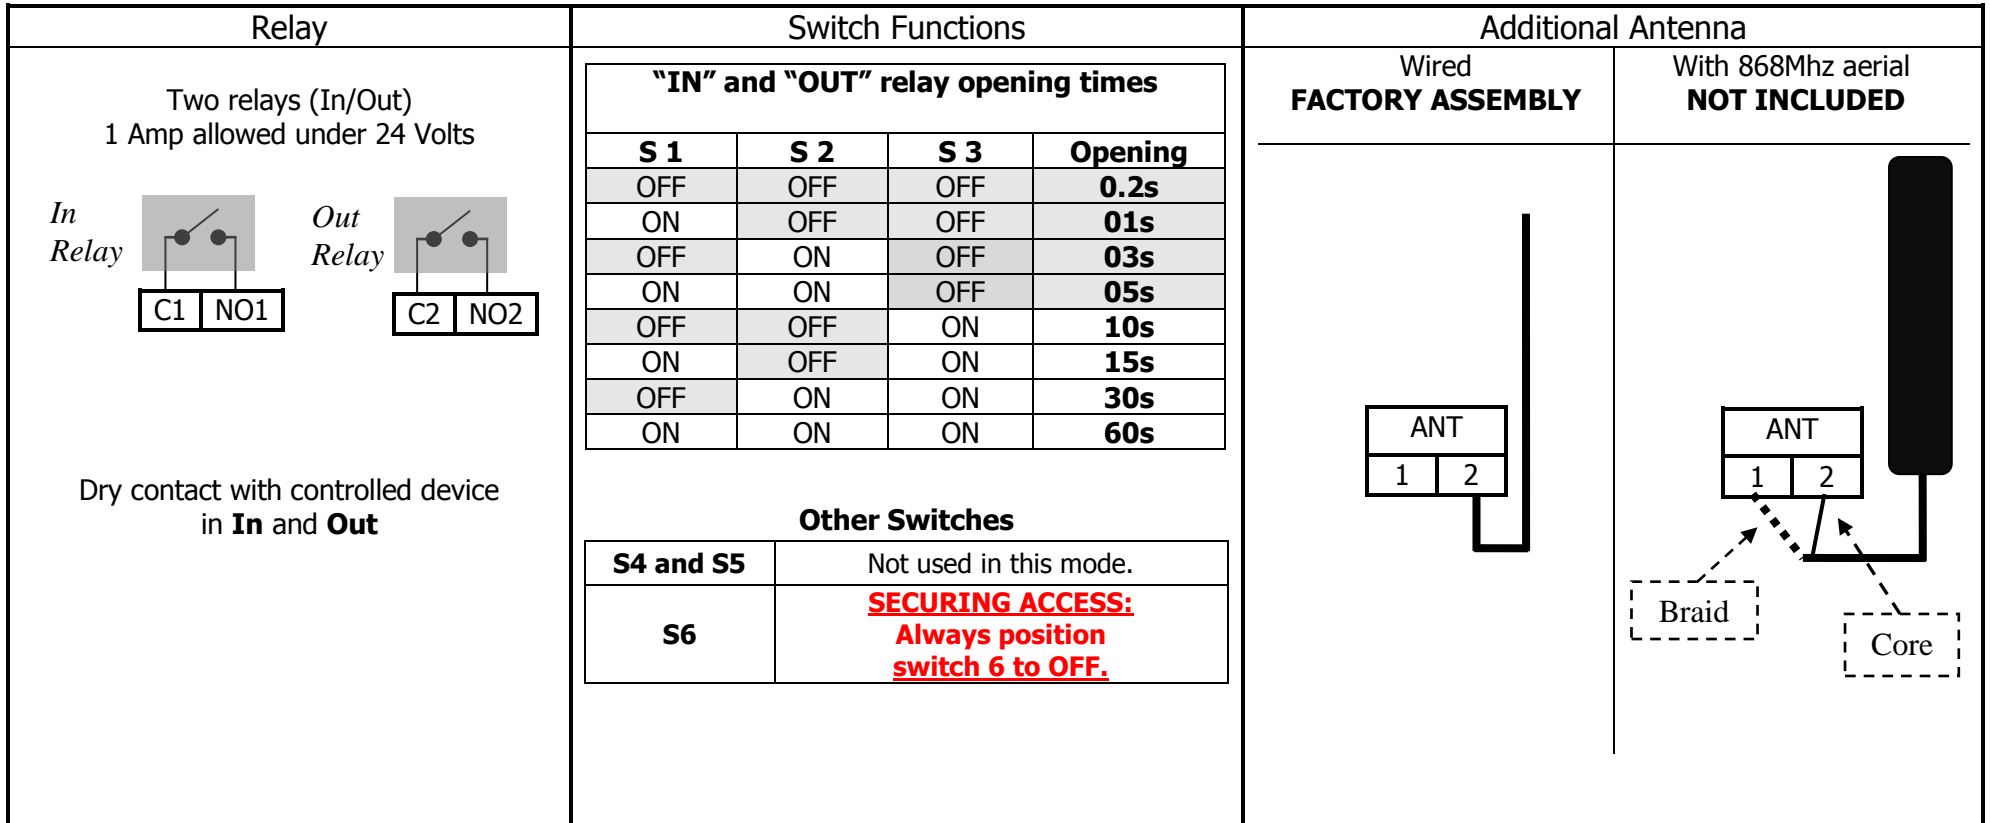 Relay
Two relays (In/Out)
1 Amp allowed under 24 Volts
In
Relay
C1 NO1
Out
Relay
C2 NO2
Dry contact with controlled device
in In and Out
Switch Functions
“IN” and “OUT” relay opening times
S 1 S 2 S 3 Opening
OFF OFF OFF 0.2s
ON OFF OFF 01s
OFF ON OFF 03s
ON ON OFF 05s
OFF OFF ON 10s
ON OFF ON 15s
OFF ON ON 30s
ON ON ON 60s
Other Switches
S4 and S5 Not used in this mode.
S6
SECURING ACCESS:
Always position
switch 6 to OFF.
Additional Antenna
Wired
FACTORY ASSEMBLY
ANT
1 2
With 868Mhz aerial
NOT INCLUDED
ANT
1 2
Braid
Core